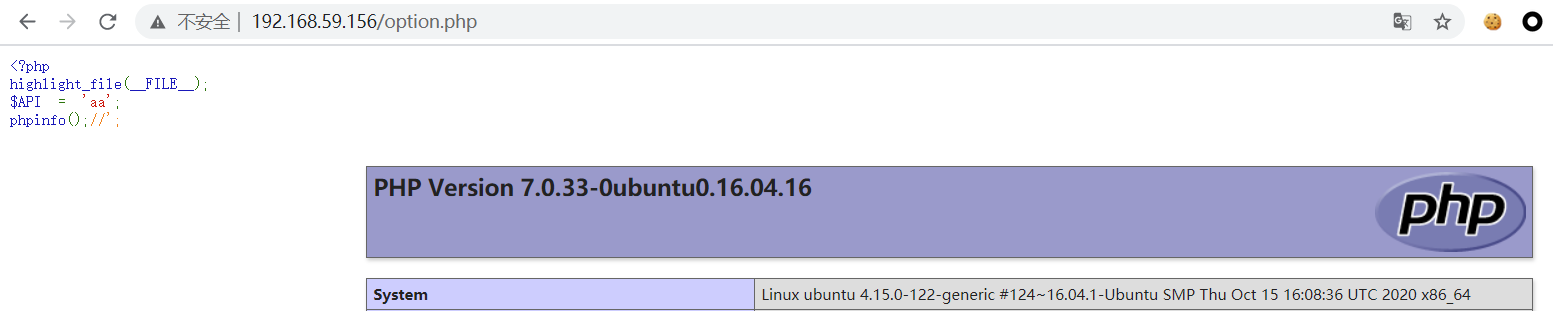 不安全 | 192.168.59.156/option.php
<?php
highlight_file(__FILE__);
$API  =  'aa';
phpinfo();//';
PHP Version 7.0.33-0ubuntu0.16.04.16
php
System Linux ubuntu 4.15.0-122-generic #124~16.04.1-Ubuntu SMP Thu Oct 15 16:08:36 UTC 2020 x86_64